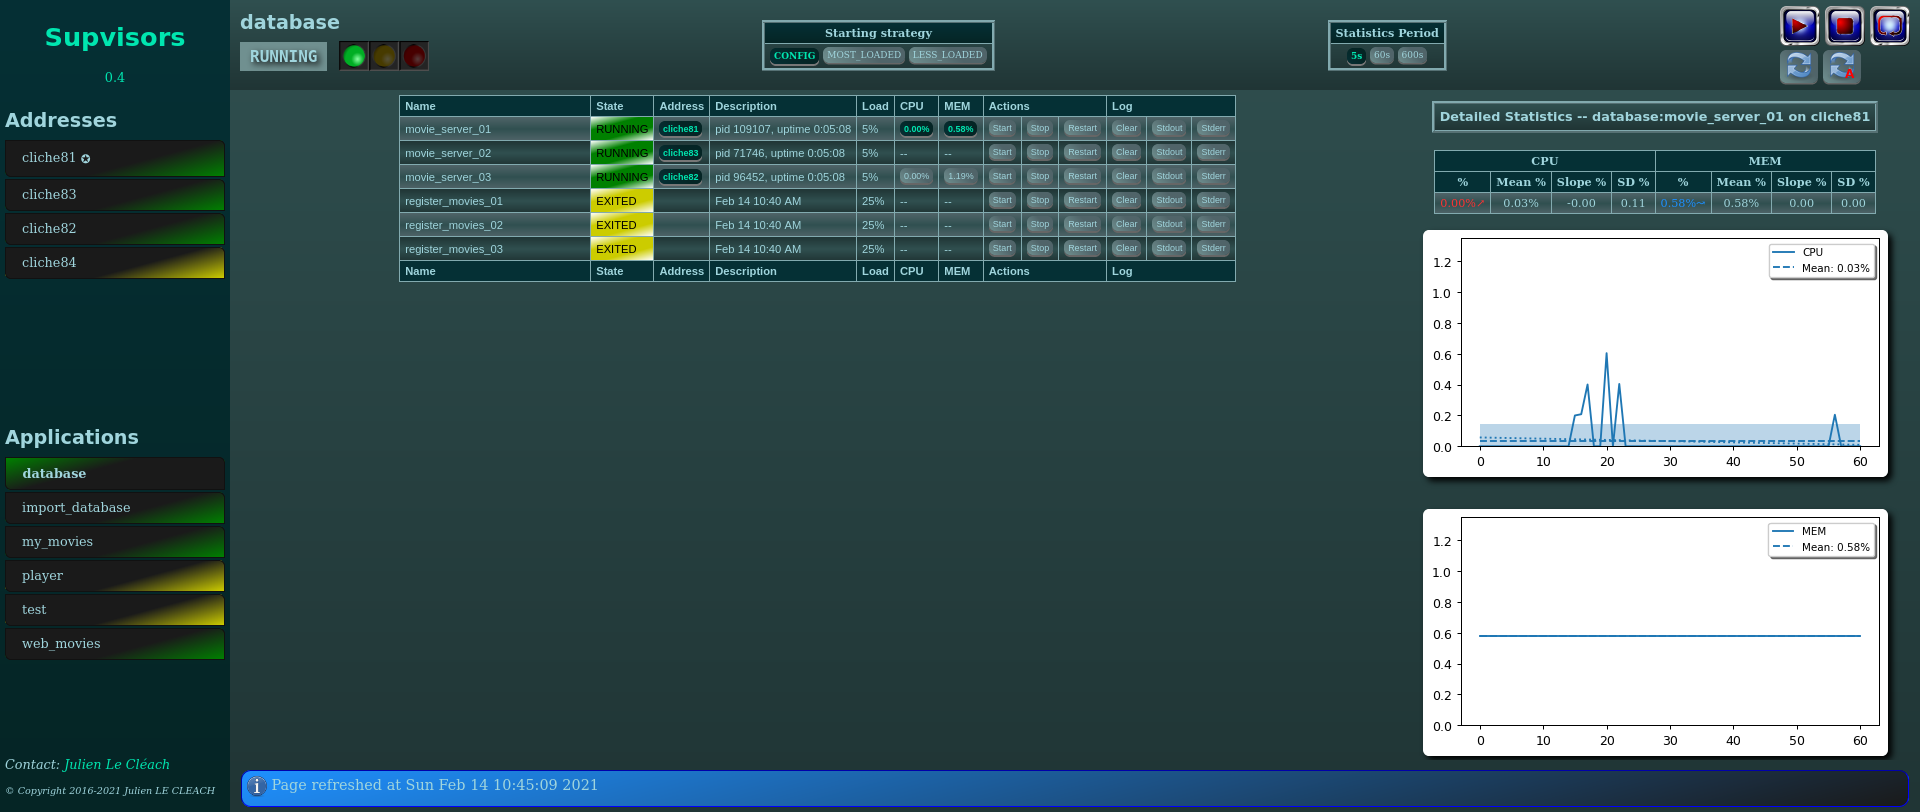 Supvisors
0.4
Addresses
cliche81 ✪
cliche83
cliche82
cliche84
Applications
database
import_database
my_movies
player
test
web_movies
Contact: Julien Le Cléach
© Copyright 2016-2021 Julien LE CLEACH
database
RUNNING
Starting strategy
CONFIG MOST_LOADED LESS_LOADED
Statistics Period
5s 60s 600s
A
Name State Address Description Load CPU MEM Actions Log
movie_server_01 RUNNING cliche81 pid 109107, uptime 0:05:08 5% 0.00% 0.58% Start Stop Restart Clear Stdout Stderr
movie_server_02 RUNNING cliche83 pid 71746, uptime 0:05:08 5% -- -- Start Stop Restart Clear Stdout Stderr
movie_server_03 RUNNING cliche82 pid 96452, uptime 0:05:08 5% 0.00% 1.19% Start Stop Restart Clear Stdout Stderr
register_movies_01 EXITED Feb 14 10:40 AM 25% -- -- Start Stop Restart Clear Stdout Stderr
register_movies_02 EXITED Feb 14 10:40 AM 25% -- -- Start Stop Restart Clear Stdout Stderr
register_movies_03 EXITED Feb 14 10:40 AM 25% -- -- Start Stop Restart Clear Stdout Stderr
Name State Address Description Load CPU MEM Actions Log
Detailed Statistics -- database:movie_server_01 on cliche81
CPU MEM
% Mean % Slope % SD % % Mean % Slope % SD %
0.00%↗ 0.03% -0.00 0.11 0.58%~ 0.58% 0.00 0.00
CPU
Mean: 0.03%
1.2
1.0
0.8
0.6
0.4
0.2
0.0
0 10 20 30 40 50 60
MEM
Mean: 0.58%
1.2
1.0
0.8
0.6
0.4
0.2
0.0
0 10 20 30 40 50 60
i Page refreshed at Sun Feb 14 10:45:09 2021